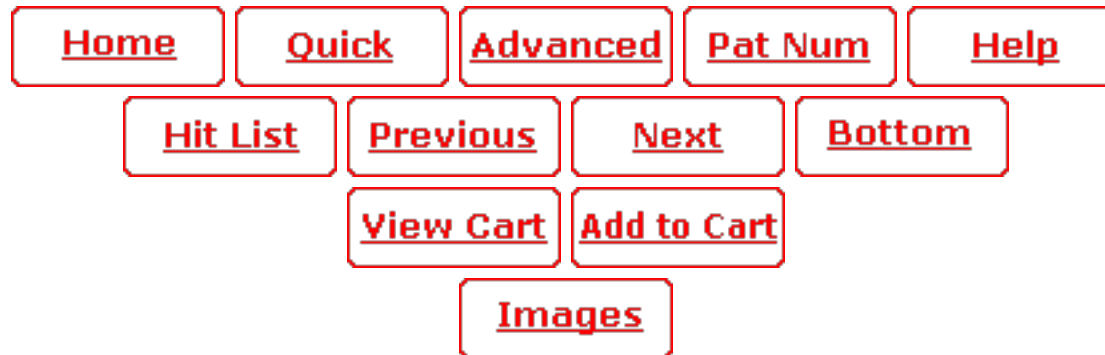 Home Quick Advanced Pat Num Help
Hit List Previous Next Bottom
View Cart Add to Cart
Images